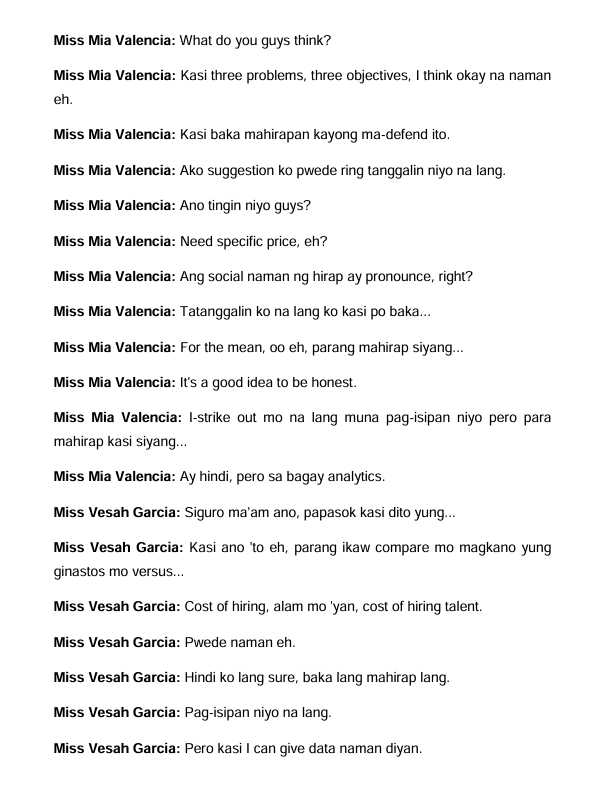 Miss Mia Valencia: What do you guys think?
Miss Mia Valencia: Kasi three problems, three objectives, I think okay na naman
eh.
Miss Mia Valencia: Kasi baka mahirapan kayong ma-defend ito.
Miss Mia Valencia: Ako suggestion ko pwede ring tanggalin niyo na lang.
Miss Mia Valencia: Ano tingin niyo guys?
Miss Mia Valencia: Need specific price, eh?
Miss Mia Valencia: Ang social naman ng hirap ay pronounce, right?
Miss Mia Valencia: Tatanggalin ko na lang ko kasi po baka...
Miss Mia Valencia: For the mean, oo eh, parang mahirap siyang...
Miss Mia Valencia: It's a good idea to be honest.
Miss Mia Valencia: I-strike out mo na lang muna pag-isipan niyo pero para
mahirap kasi siyang...
Miss Mia Valencia: Ay hindi, pero sa bagay analytics.
Miss Vesah Garcia: Siguro ma'am ano, papasok kasi dito yung...
Miss Vesah Garcia: Kasi ano 'to eh, parang ikaw compare mo magkano yung
ginastos mo versus...
Miss Vesah Garcia: Cost of hiring, alam mo 'yan, cost of hiring talent.
Miss Vesah Garcia: Pwede naman eh.
Miss Vesah Garcia: Hindi ko lang sure, baka lang mahirap lang.
Miss Vesah Garcia: Pag-isipan niyo na lang.
Miss Vesah Garcia: Pero kasi I can give data naman diyan.